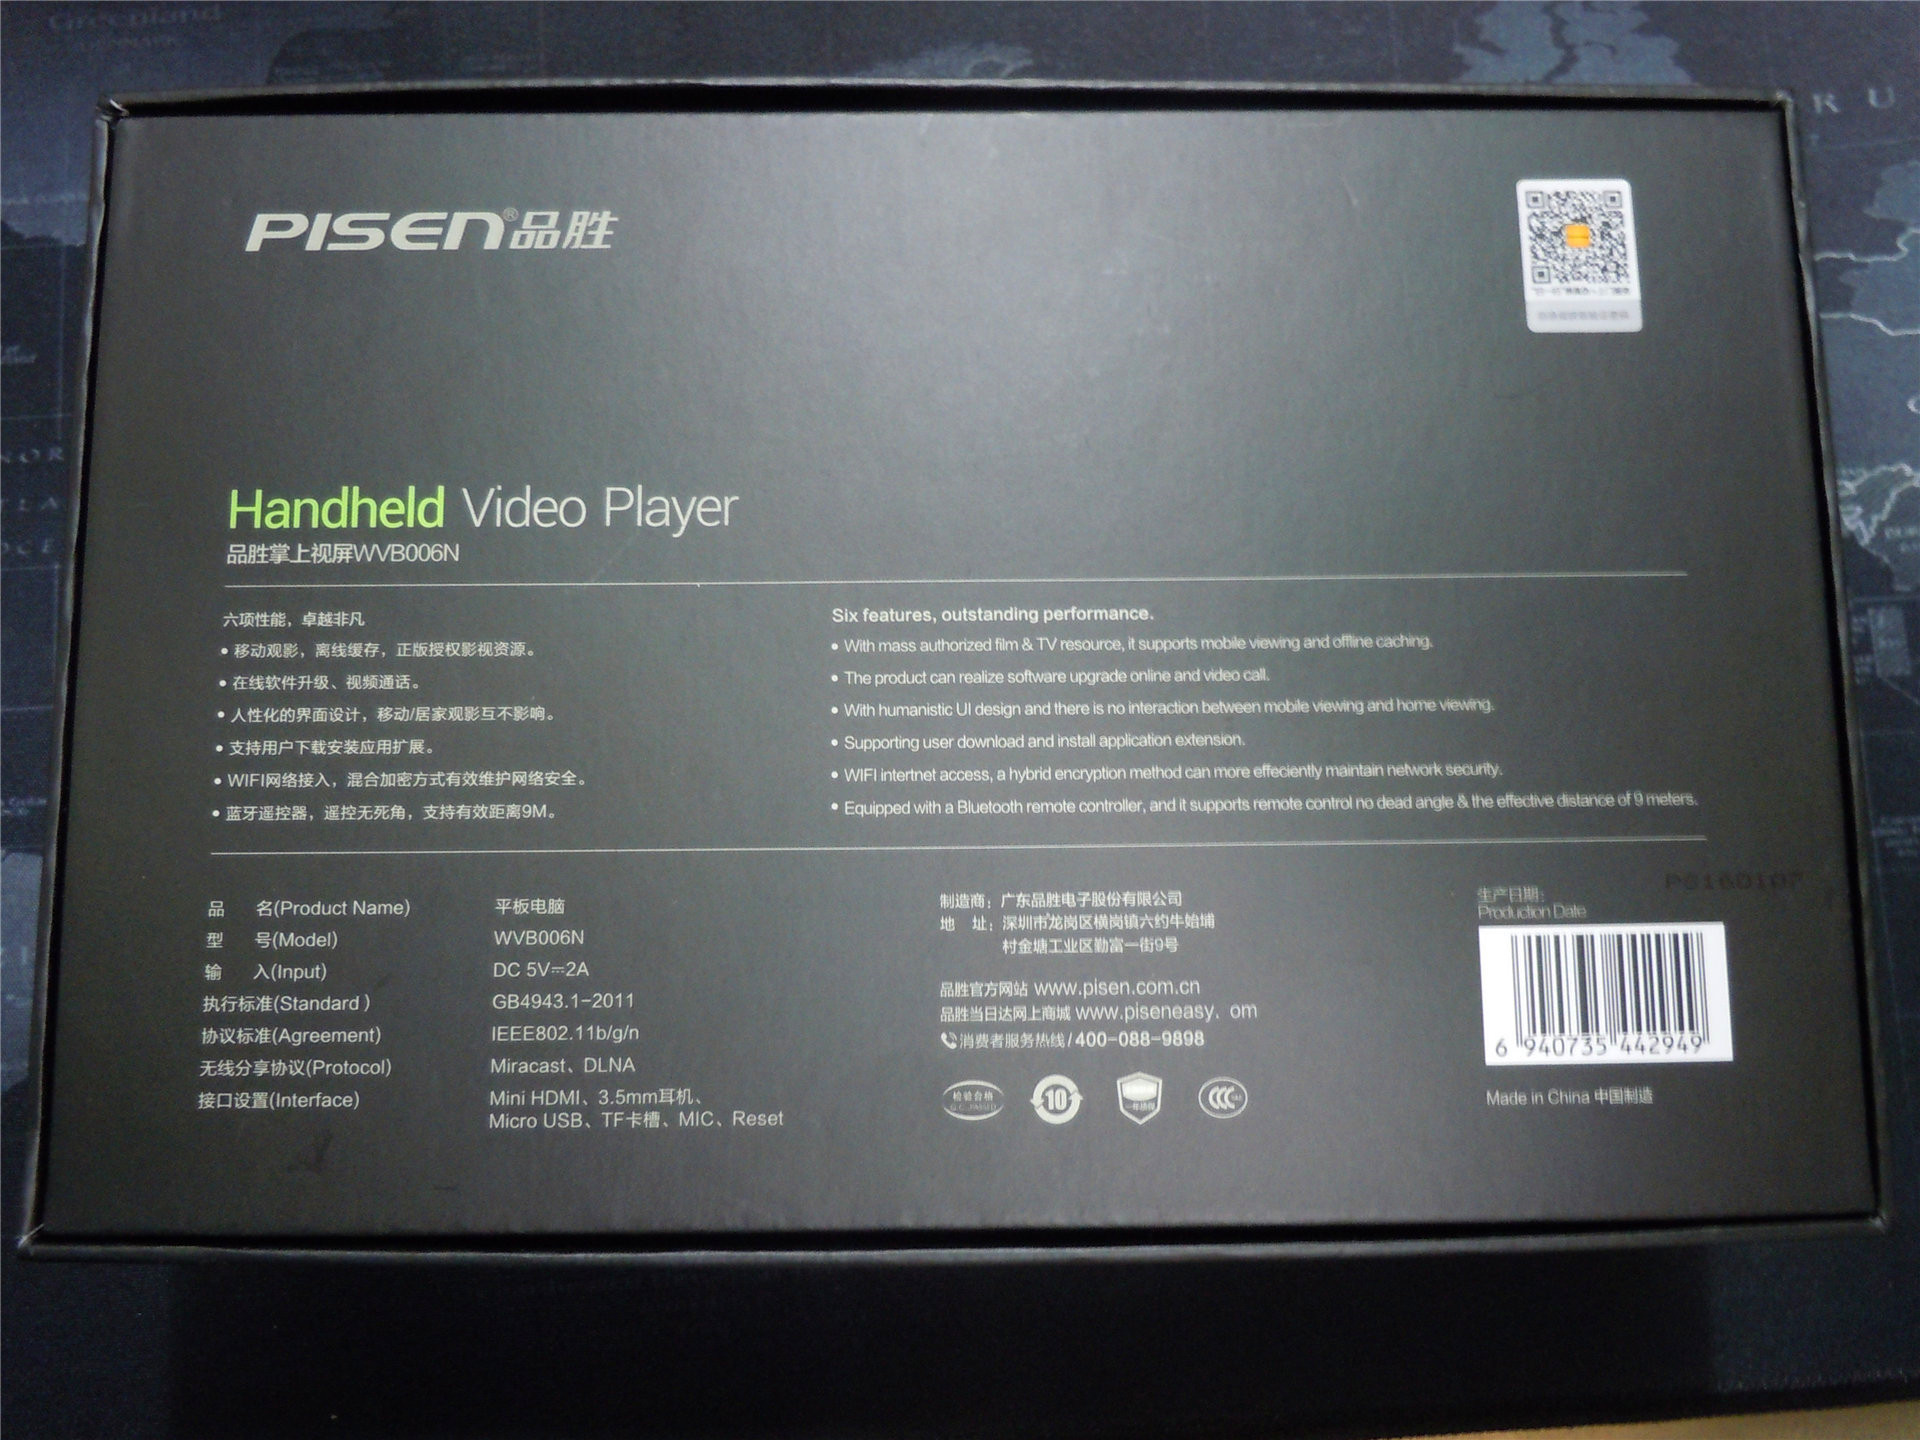 Greenland
R U
PISEN®品胜
Handheld Video Player
品胜掌上视屏WVB006N
六项性能，卓越非凡
• 移动观影，离线缓存，正版授权影视资源。
• 在线软件升级、视频通话。
• 人性化的界面设计，移动/居家观影互不影响。
• 支持用户下载安装应用扩展。
• WIFI网络接入，混合加密方式有效维护网络安全。
• 蓝牙遥控器，遥控无死角，支持有效距离9M。
Six features, outstanding performance.
• With mass authorized film & TV resource, it supports mobile viewing and offline caching.
• The product can realize software upgrade online and video call.
• With humanistic UI design and there is no interaction between mobile viewing and home viewing.
• Supporting user download and install application extension.
• WIFI intertnet access, a hybrid encryption method can more effeciently maintain network security.
• Equipped with a Bluetooth remote controller, and it supports remote control no dead angle & the effective distance of 9 meters.
品 名(Product Name) 平板电脑
型 号(Model) WVB006N
输 入(Input) DC 5V⎓2A
执行标准(Standard ) GB4943.1-2011
协议标准(Agreement) IEEE802.11b/g/n
无线分享协议(Protocol) Miracast、DLNA
接口设置(Interface) Mini HDMI、3.5mm耳机、
Micro USB、TF卡槽、MIC、Reset
制造商：广东品胜电子股份有限公司
地 址：深圳市龙岗区横岗镇六约牛始埔
村金塘工业区勤富一街9号
品胜官方网站 www.pisen.com.cn
品胜当日达网上商城 www.piseneasy. om
消费者服务热线/400-088-9898
检验合格
Q.C.PASSED
10
一年质保
CCC
生产日期:
Production Date
P8160107
6 940735 442949
Made in China 中国制造